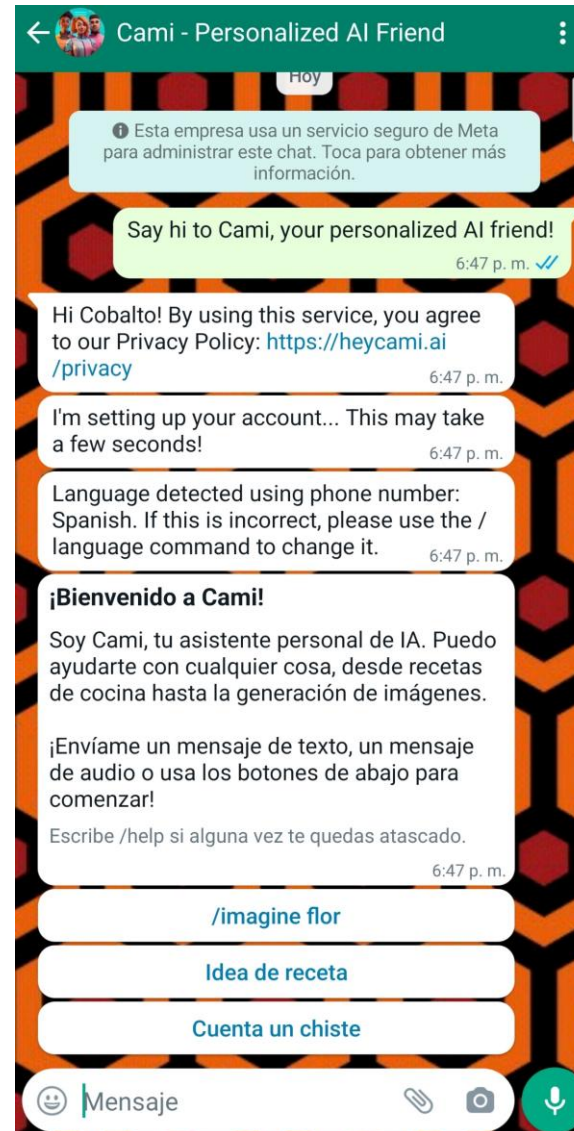 Cami - Personalized AI Friend
Hoy
Esta empresa usa un servicio seguro de Meta
para administrar este chat. Toca para obtener más
información.
Say hi to Cami, your personalized AI friend!
6:47 p. m.
Hi Cobalto! By using this service, you agree
to our Privacy Policy: https://heycami.ai
/privacy
6:47 p. m.
I'm setting up your account... This may take
a few seconds!
6:47 p. m.
Language detected using phone number:
Spanish. If this is incorrect, please use the /
language command to change it.
6:47 p. m.
¡Bienvenido a Cami!
Soy Cami, tu asistente personal de IA. Puedo
ayudarte con cualquier cosa, desde recetas
de cocina hasta la generación de imágenes.
¡Envíame un mensaje de texto, un mensaje
de audio o usa los botones de abajo para
comenzar!
Escribe /help si alguna vez te quedas atascado.
6:47 p. m.
/imagine flor
Idea de receta
Cuenta un chiste
Mensaje